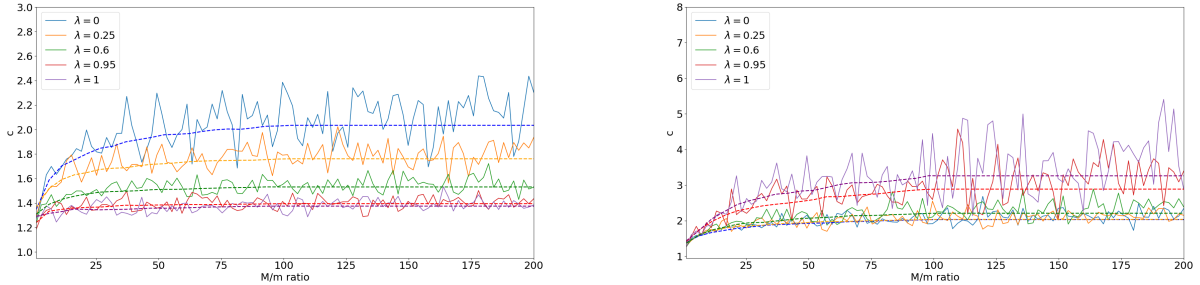 3.0
2.8
2.6
2.4
2.2
2.0
1.8
1.6
1.4
1.2
1.0
c
λ = 0
λ = 0.25
λ = 0.6
λ = 0.95
λ = 1
25 50 75 100 125 150 175 200
M/m ratio
8
7
6
5
4
3
2
1
c
λ = 0
λ = 0.25
λ = 0.6
λ = 0.95
λ = 1
25 50 75 100 125 150 175 200
M/m ratio